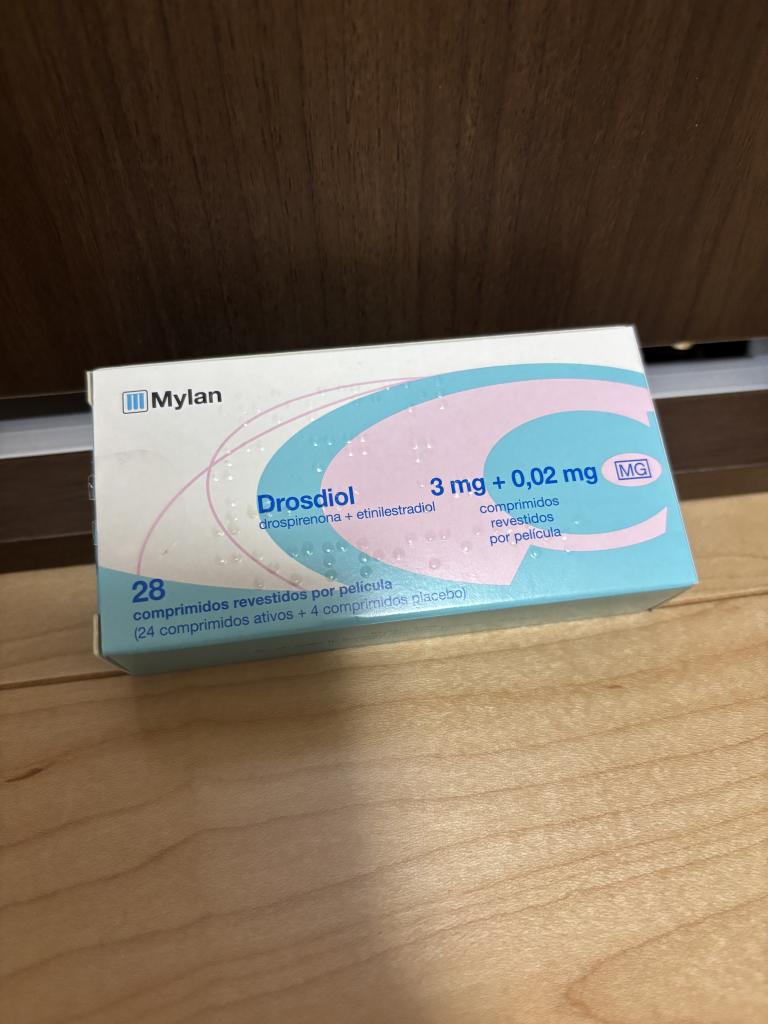 Mylan
Drosdiol
drospirenona + etinilestradiol
3 mg + 0,02 mg
MG
comprimidos
revestidos
por película
28
comprimidos revestidos por película
(24 comprimidos ativos + 4 comprimidos placebo)